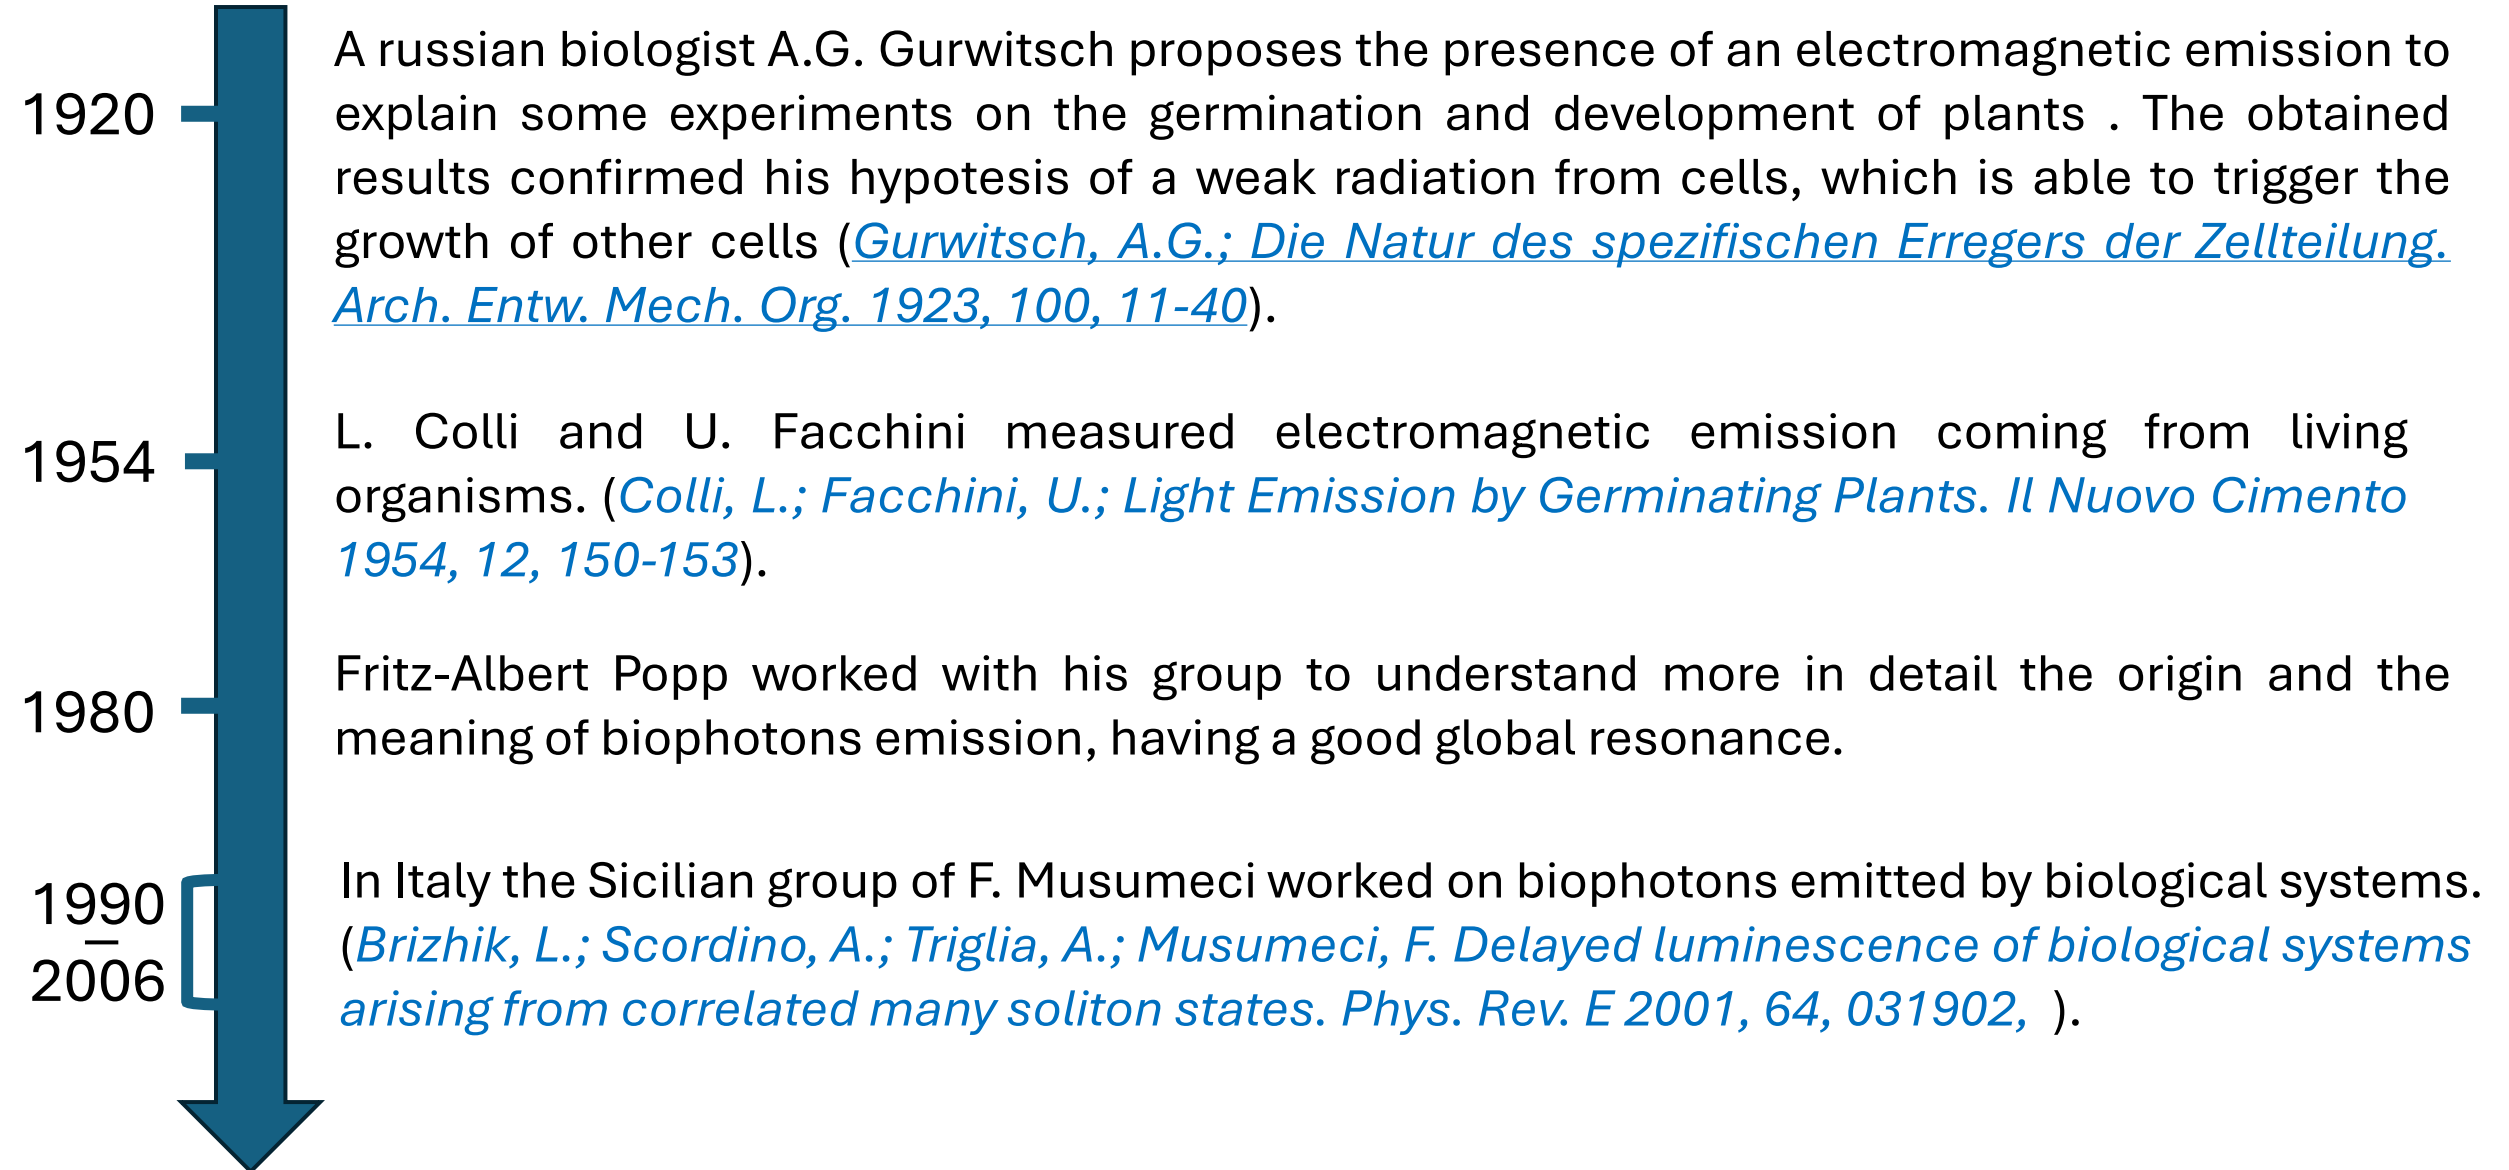 1920
A russian biologist A.G. Gurwitsch proposes the presence of an electromagnetic emission to
explain some experiments on the germination and development of plants . The obtained
results confirmed his hypotesis of a weak radiation from cells, which is able to trigger the
growth of other cells (Gurwitsch, A.G.; Die Natur des spezifischen Erregers der Zellteilung.
Arch. Entw. Mech. Org. 1923, 100, 11-40).
1954
L. Colli and U. Facchini measured electromagnetic emission coming from living
organisms. (Colli, L.; Facchini, U.; Light Emission by Germinating Plants. Il Nuovo Cimento
1954, 12, 150-153).
1980
Fritz-Albert Popp worked with his group to understand more in detail the origin and the
meaning of biophotons emission, having a good global resonance.
1990
–
2006
In Italy the Sicilian group of F. Musumeci worked on biophotons emitted by biological systems.
(Brizhik, L.; Scordino, A.; Triglia, A.; Musumeci, F. Delayed luminescence of biological systems
arising from correlated many soliton states. Phys. Rev. E 2001, 64, 031902, ).